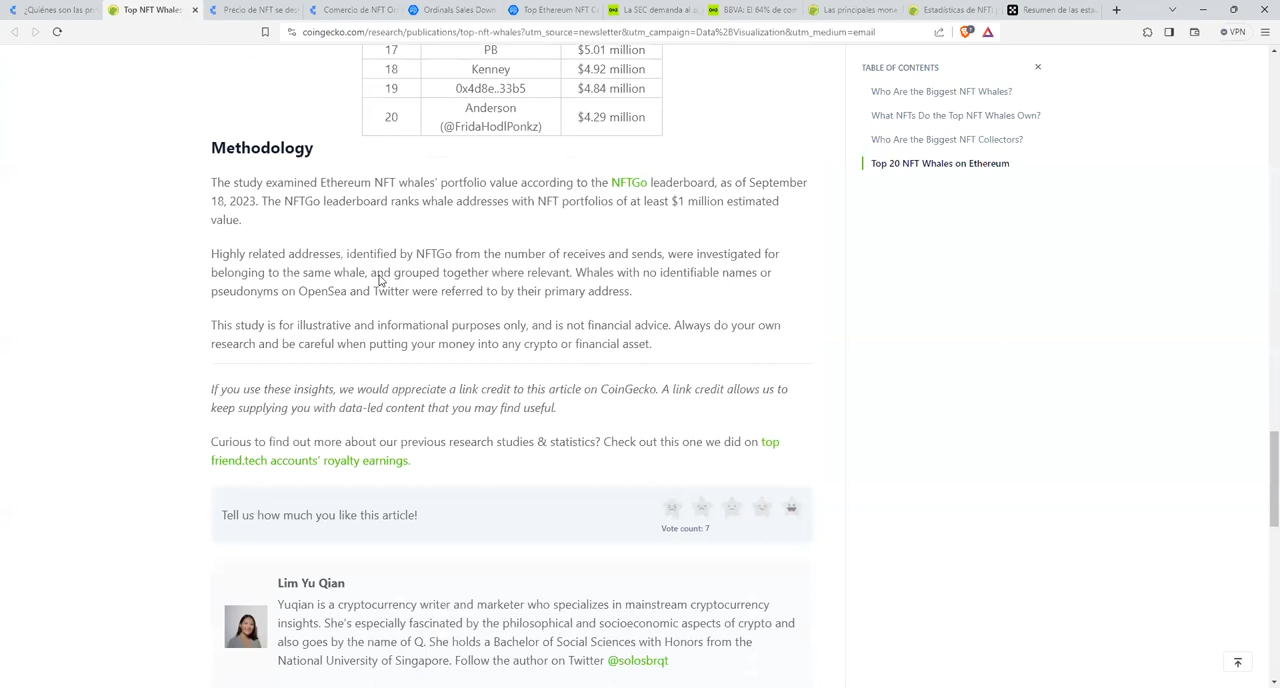 ¿Quiénes son las pri
Top NFT Whales
Precio de NFT se des
Comercio de NFT On
Ordinals Sales Down
Top Ethereum NFT C
La SEC demanda al
BBVA: El 64% de com
Las principales mone
Estadísticas de NFT:
Resumen de las esta
coingecko.com/research/publications/top-nft-whales?utm_source=newsletter&utm_campaign=Data%2BVisualization&utm_medium=email
VPN
17 PB $5.01 million
18 Kenney $4.92 million
19 0x4d8e..33b5 $4.84 million
20 Anderson (@FridaHodlPonkz) $4.29 million
Methodology
The study examined Ethereum NFT whales' portfolio value according to the NFTGo leaderboard, as of September
18, 2023. The NFTGo leaderboard ranks whale addresses with NFT portfolios of at least $1 million estimated
value.
Highly related addresses, identified by NFTGo from the number of receives and sends, were investigated for
belonging to the same whale, and grouped together where relevant. Whales with no identifiable names or
pseudonyms on OpenSea and Twitter were referred to by their primary address.
This study is for illustrative and informational purposes only, and is not financial advice. Always do your own
research and be careful when putting your money into any crypto or financial asset.
If you use these insights, we would appreciate a link credit to this article on CoinGecko. A link credit allows us to
keep supplying you with data-led content that you may find useful.
Curious to find out more about our previous research studies & statistics? Check out this one we did on top
friend.tech accounts' royalty earnings.
Tell us how much you like this article!
Vote count: 7
Lim Yu Qian
Yuqian is a cryptocurrency writer and marketer who specializes in mainstream cryptocurrency
insights. She's especially fascinated by the philosophical and socioeconomic aspects of crypto and
also goes by the name of Q. She holds a Bachelor of Social Sciences with Honors from the
National University of Singapore. Follow the author on Twitter @solosbrqt
TABLE OF CONTENTS
Who Are the Biggest NFT Whales?
What NFTs Do the Top NFT Whales Own?
Who Are the Biggest NFT Collectors?
Top 20 NFT Whales on Ethereum